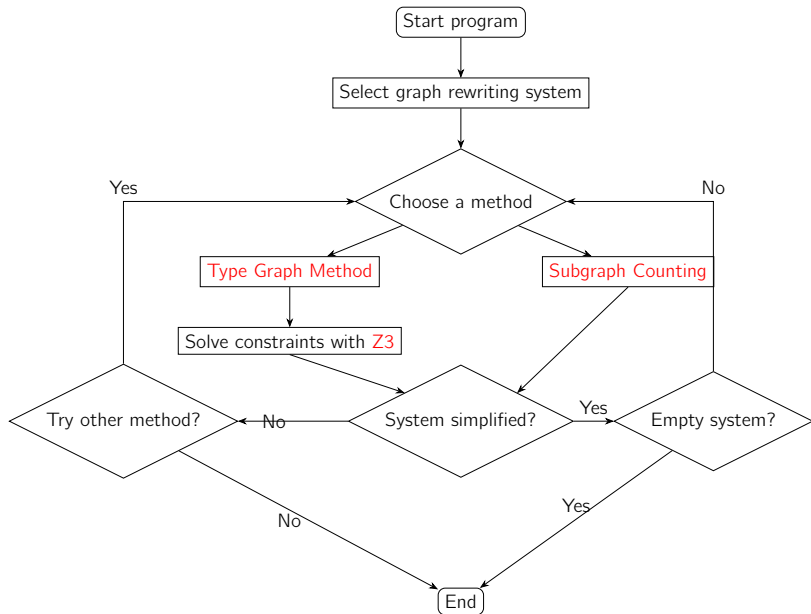 Start program
Select graph rewriting system
Yes
No
Choose a method
Type Graph Method
Subgraph Counting
Solve constraints with Z3
Try other method?
No
System simplified?
Yes
Empty system?
No
Yes
End